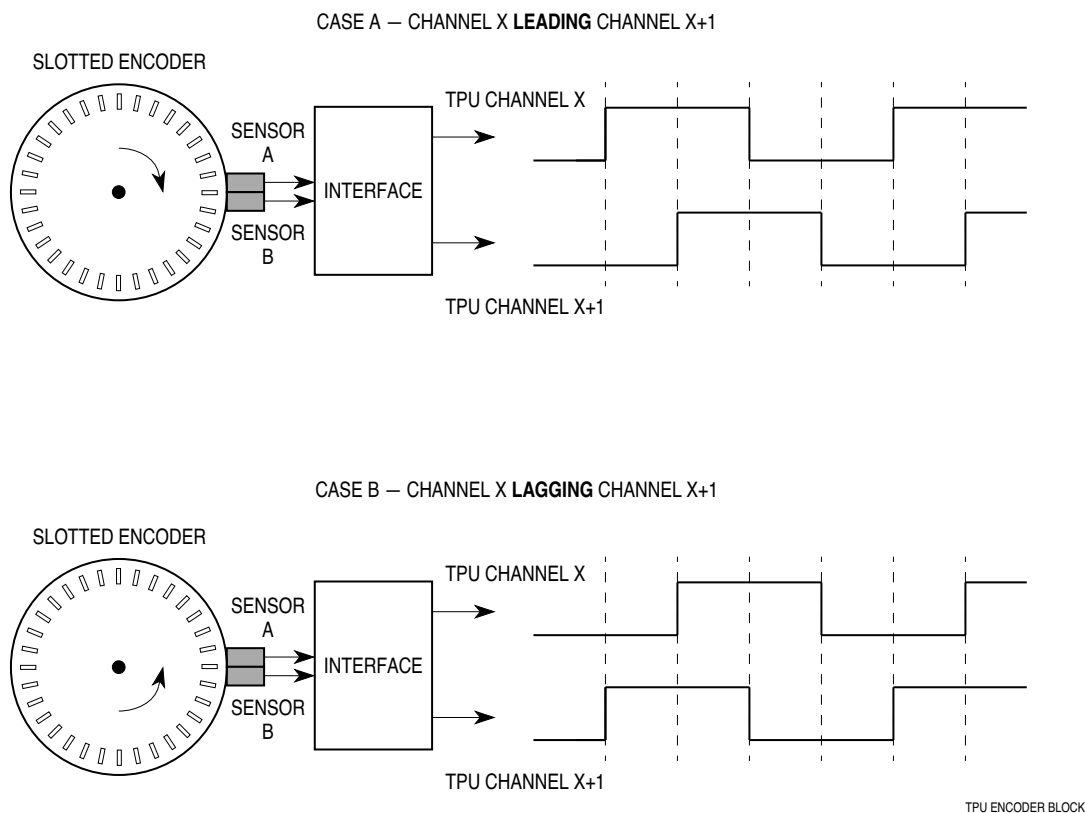 CASE A — CHANNEL X LEADING CHANNEL X+1
SLOTTED ENCODER
TPU CHANNEL X
SENSOR
A
INTERFACE
SENSOR
B
TPU CHANNEL X+1
CASE B — CHANNEL X LAGGING CHANNEL X+1
SLOTTED ENCODER
TPU CHANNEL X
SENSOR
A
INTERFACE
SENSOR
B
TPU CHANNEL X+1
TPU ENCODER BLOCK